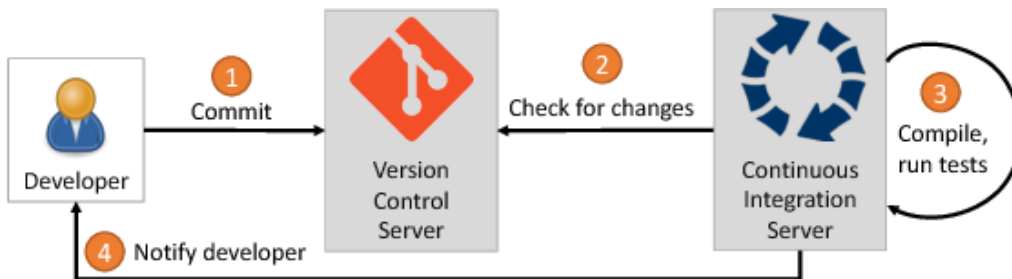 1
Commit
2
Check for changes
3
Compile,
run tests
Developer
Version
Control
Server
Continuous
Integration
Server
4 Notify developer